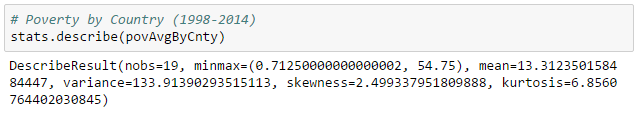 # Poverty by Country (1998-2014)
stats.describe(povAvgByCnty)
DescribeResult(nobs=19, minmax=(0.71250000000000002, 54.75), mean=13.3123501584
84447, variance=133.91390293515113, skewness=2.499337951809888, kurtosis=6.8560
764402030845)